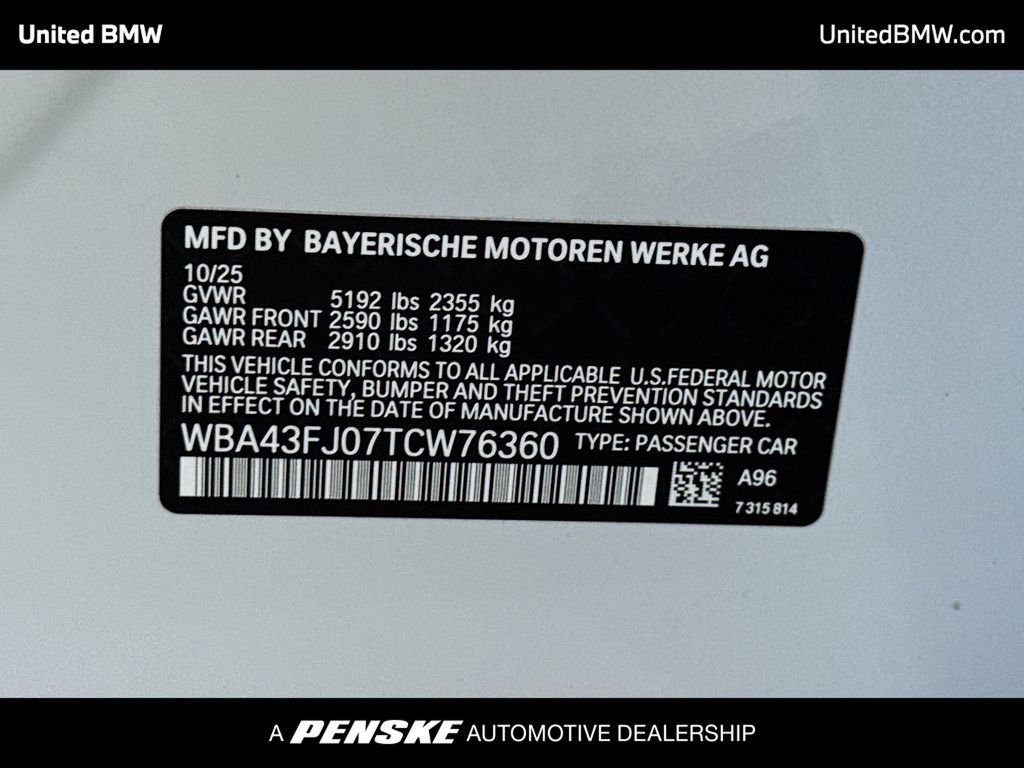 United BMW
UnitedBMW.com
MFD BY BAYERISCHE MOTOREN WERKE AG
10/25
GVWR 5192 lbs 2355 kg
GAWR FRONT 2590 lbs 1175 kg
GAWR REAR 2910 lbs 1320 kg
THIS VEHICLE CONFORMS TO ALL APPLICABLE U.S.FEDERAL MOTOR
VEHICLE SAFETY, BUMPER AND THEFT PREVENTION STANDARDS
IN EFFECT ON THE DATE OF MANUFACTURE SHOWN ABOVE.
WBA43FJ07TCW76360 TYPE: PASSENGER CAR
A96
7 315 814
A PENSKE AUTOMOTIVE DEALERSHIP